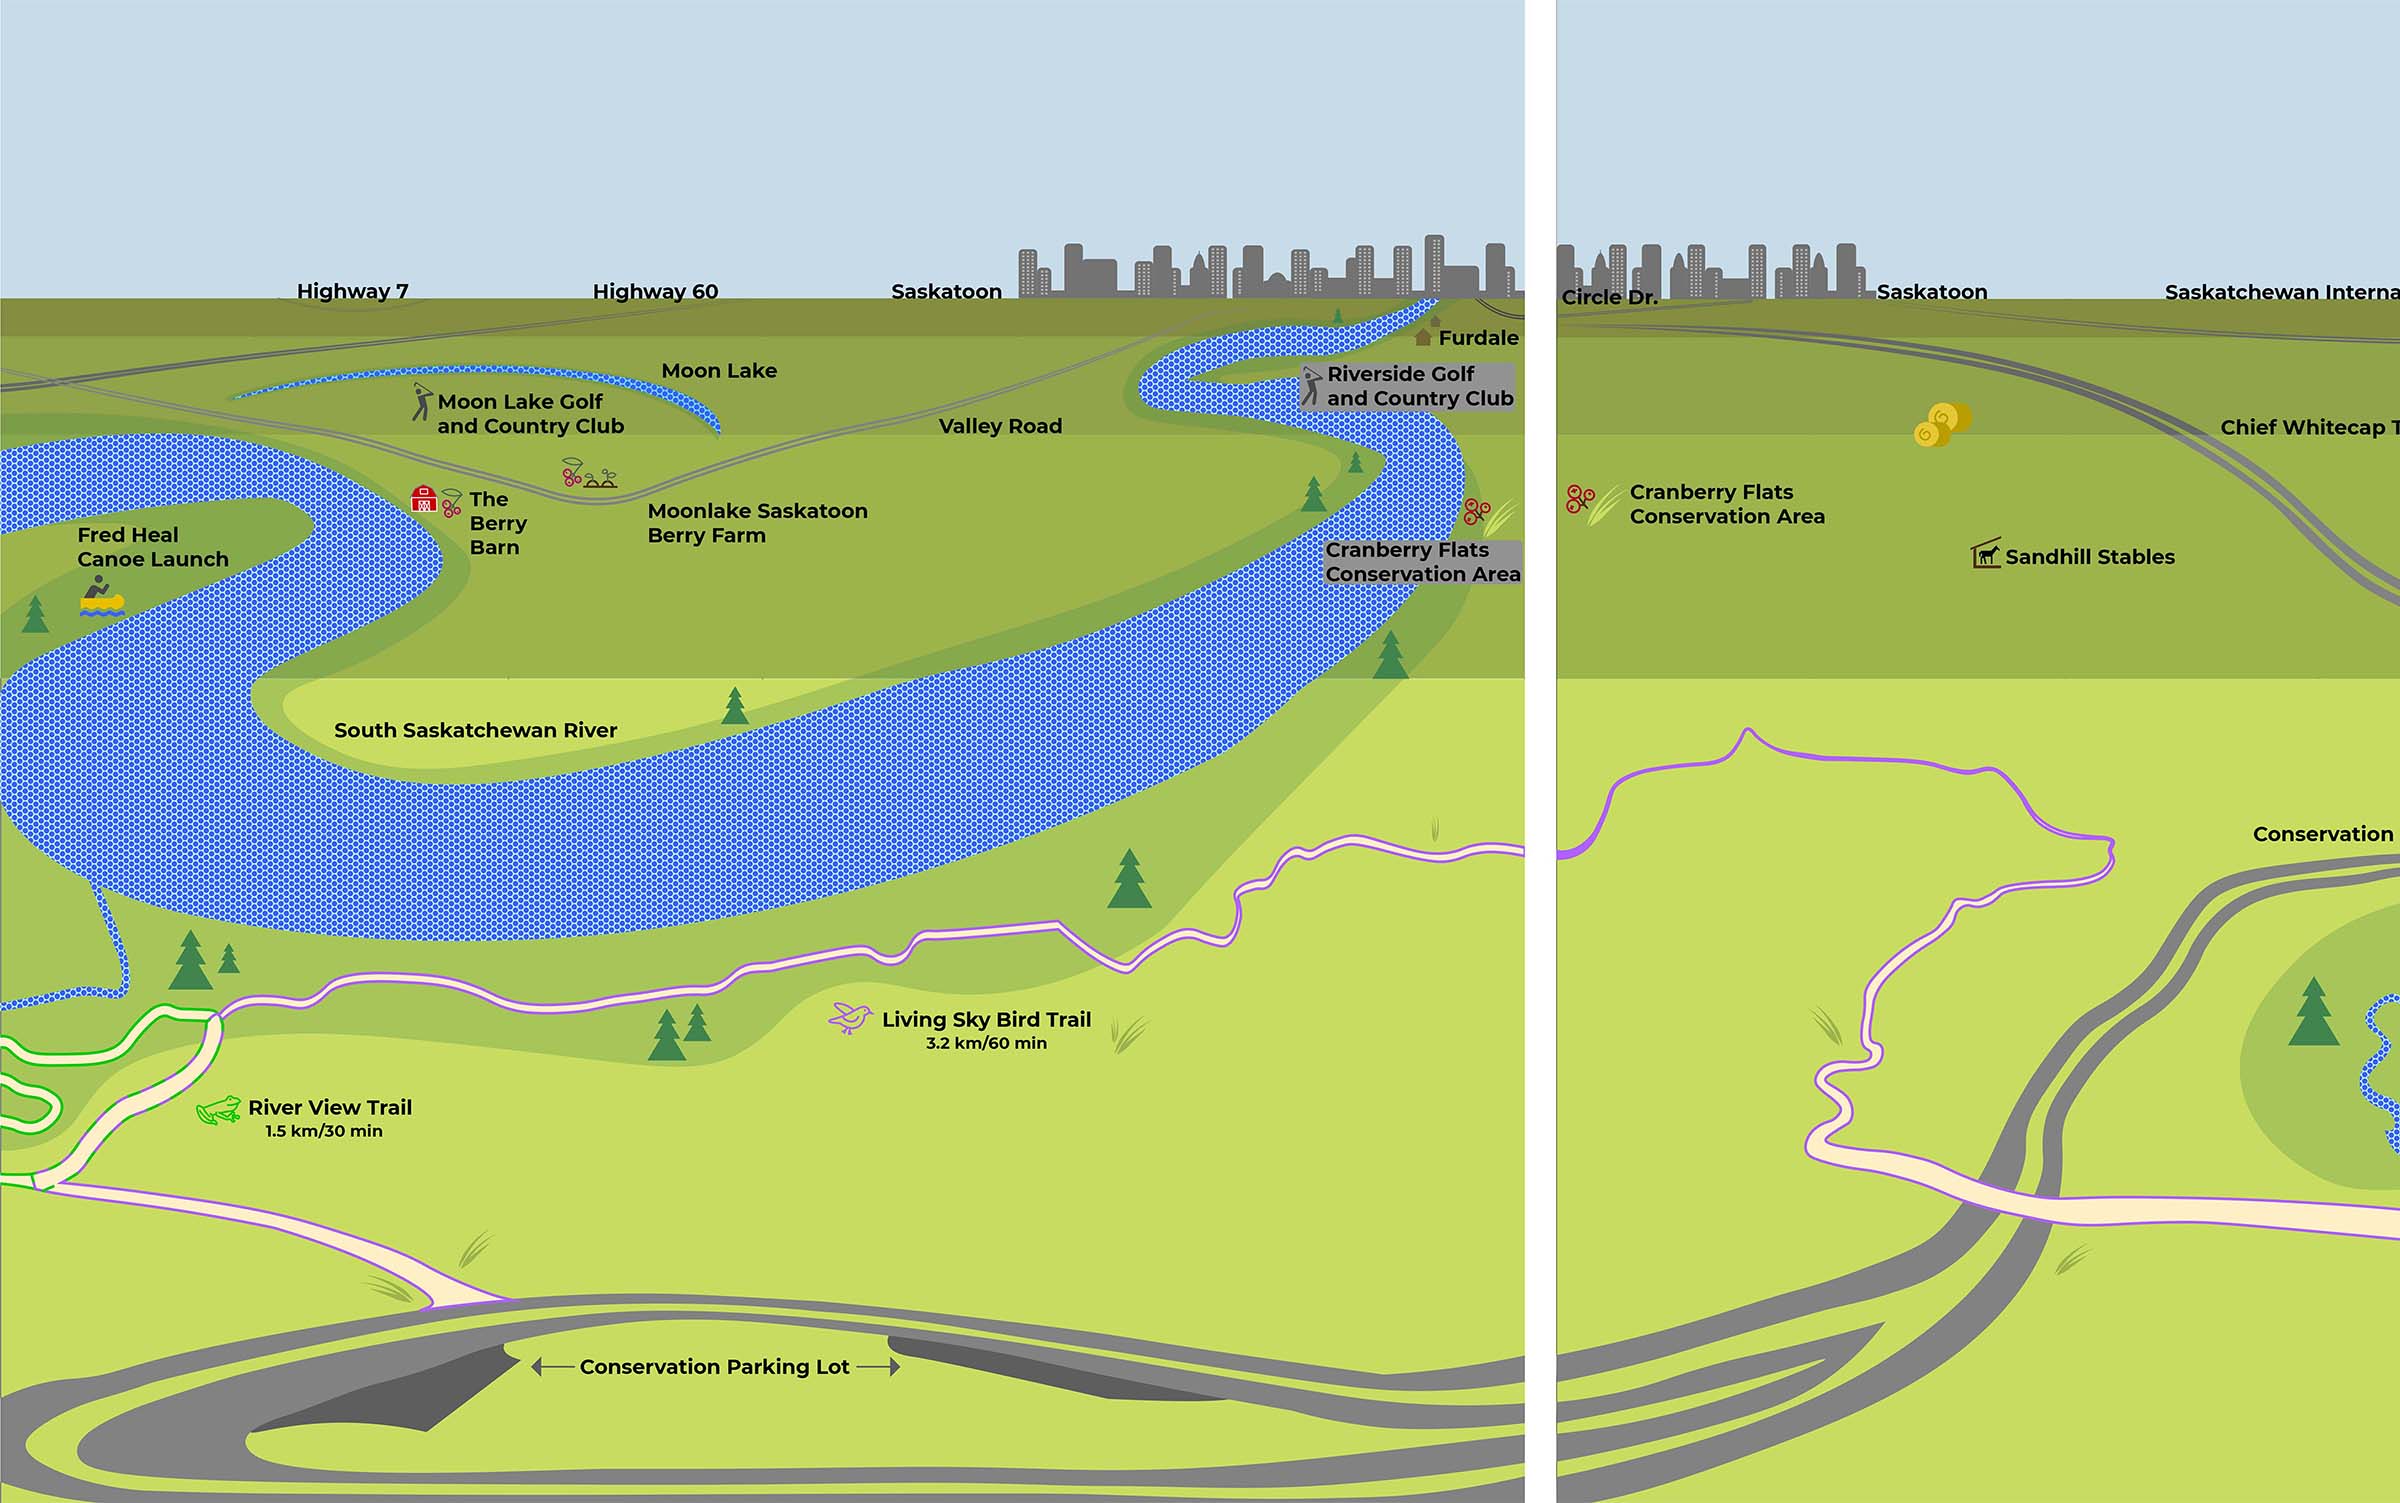 Highway 7
Highway 60
Saskatoon
Furdale
Moon Lake
Riverside Golf
and Country Club
Moon Lake Golf
and Country Club
Valley Road
The
Berry
Barn
Moonlake Saskatoon
Berry Farm
Fred Heal
Canoe Launch
Cranberry Flats
Conservation Area
South Saskatchewan River
Living Sky Bird Trail
3.2 km/60 min
River View Trail
1.5 km/30 min
Conservation Parking Lot
Circle Dr.
Saskatoon
Saskatchewan Interna
Chief Whitecap T
Cranberry Flats
Conservation Area
Sandhill Stables
Conservation